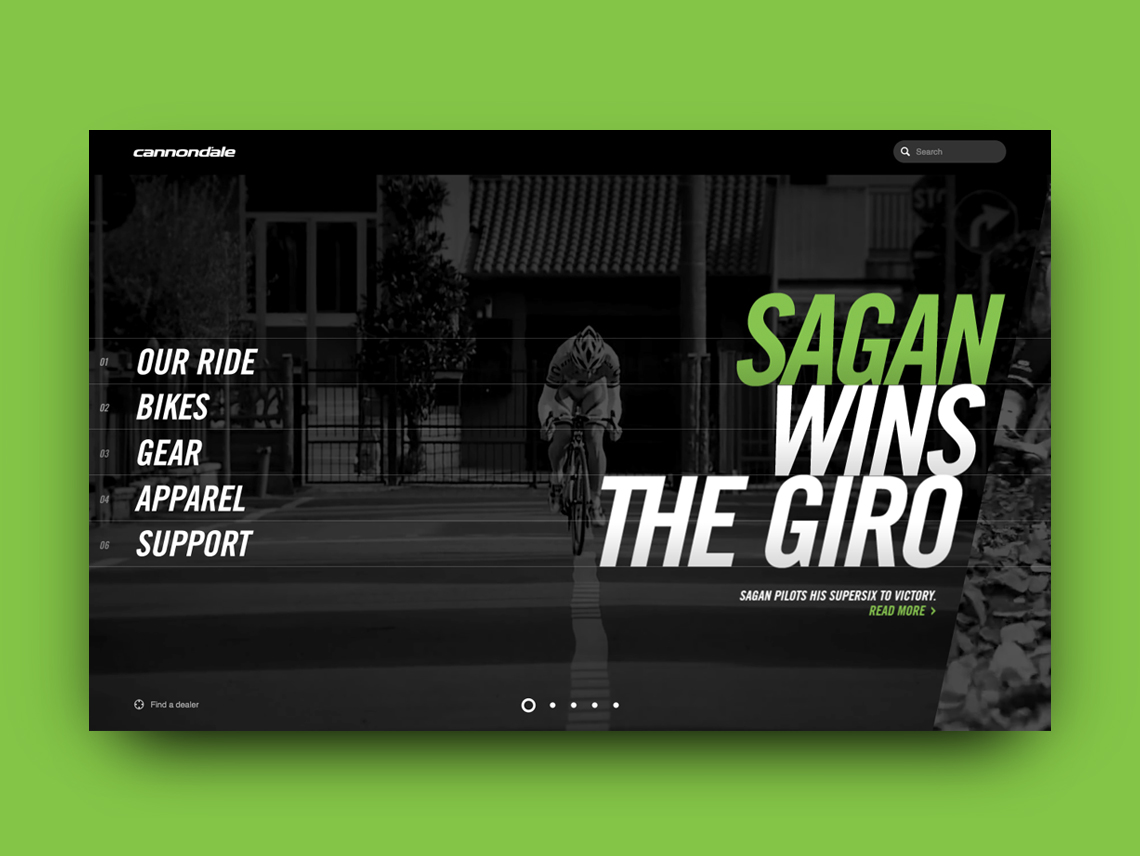 cannondale
Search
01 OUR RIDE
02 BIKES
03 GEAR
04 APPAREL
06 SUPPORT
SAGAN
WINS
THE GIRO
SAGAN PILOTS HIS SUPERSIX TO VICTORY.
READ MORE >
Find a dealer